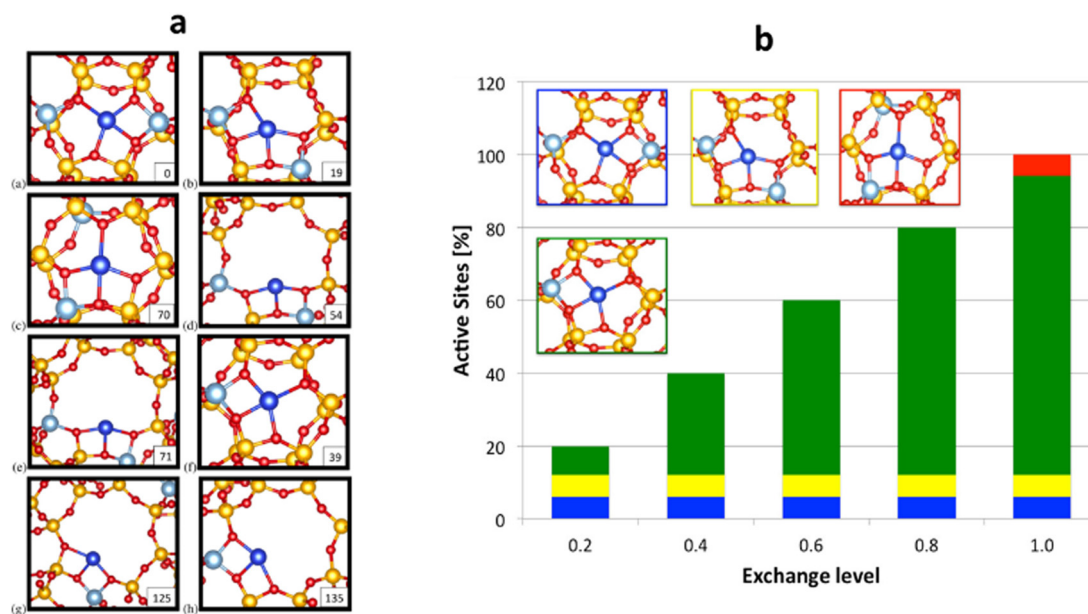 a
0
(a)
19
(b)
70
(c)
54
(d)
71
(e)
39
(f)
125
(g)
135
(h)
b
Active Sites [%]
120
100
80
60
40
20
0
0.2 0.4 0.6 0.8 1.0
Exchange level